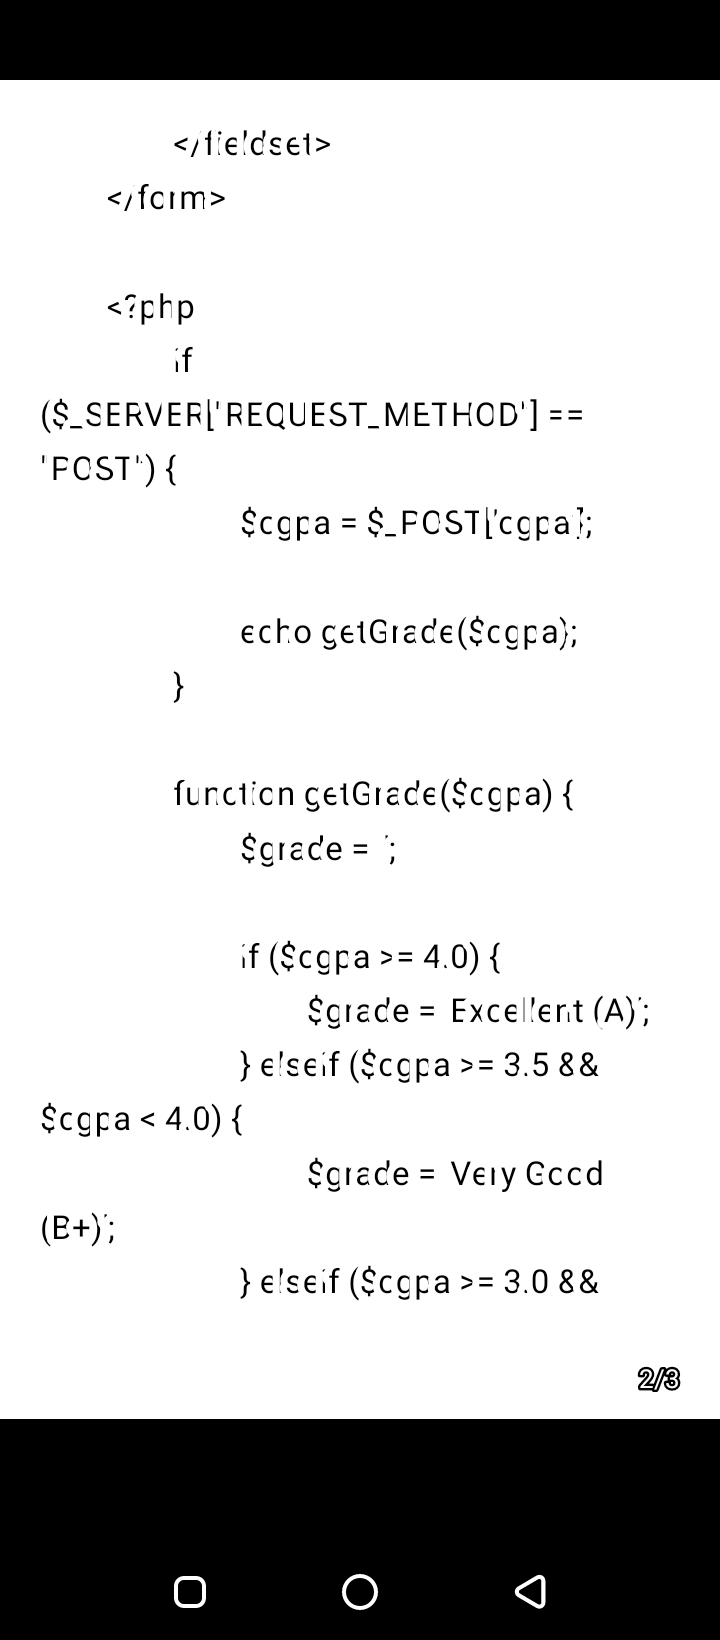 </fieldset>
</form>
<?php
if
($_SERVER['REQUEST_METHOD'] ==
'POST') {
$cgpa = $_POST['cgpa'];
echo getGrade($cgpa);
}
function getGrade($cgpa) {
$grade = '';
if ($cgpa >= 4.0) {
$grade = 'Excellent (A)';
} elseif ($cgpa >= 3.5 &&
$cgpa < 4.0) {
$grade = 'Very Good
(B+)';
} elseif ($cgpa >= 3.0 &&
2/3